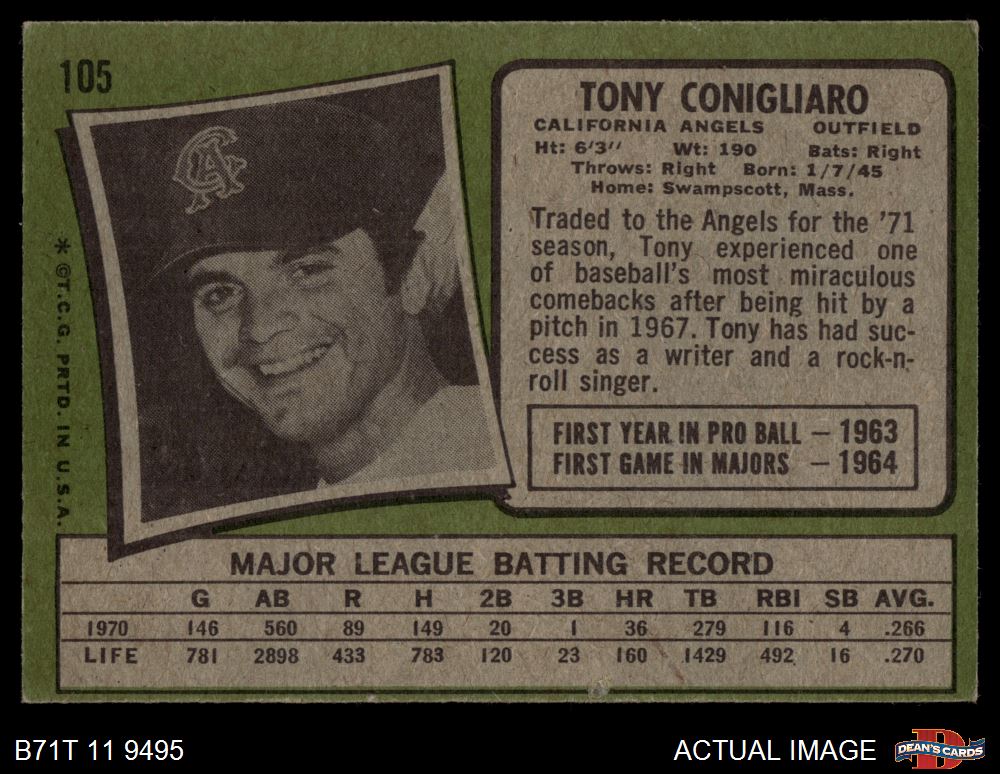 105
TONY CONIGLIARO
CALIFORNIA ANGELS OUTFIELD
Ht: 6'3" Wt: 190 Bats: Right
Throws: Right Born: 1/7/45
Home: Swampscott, Mass.
Traded to the Angels for the '71
season, Tony experienced one
of baseball's most miraculous
comebacks after being hit by a
pitch in 1967. Tony has had suc-
cess as a writer and a rock-n-
roll singer.
FIRST YEAR IN PRO BALL – 1963
FIRST GAME IN MAJORS – 1964
CA
* ©T.C.G. PRTD. IN U.S.A.
MAJOR LEAGUE BATTING RECORD
G AB R H 2B 3B HR TB RBI SB AVG.
1970 146 560 89 149 20 1 36 279 116 4 .266
LIFE 781 2898 433 783 120 23 160 1429 492 16 .270
B71T 11 9495
ACTUAL IMAGE
D
DEAN'S CARDS